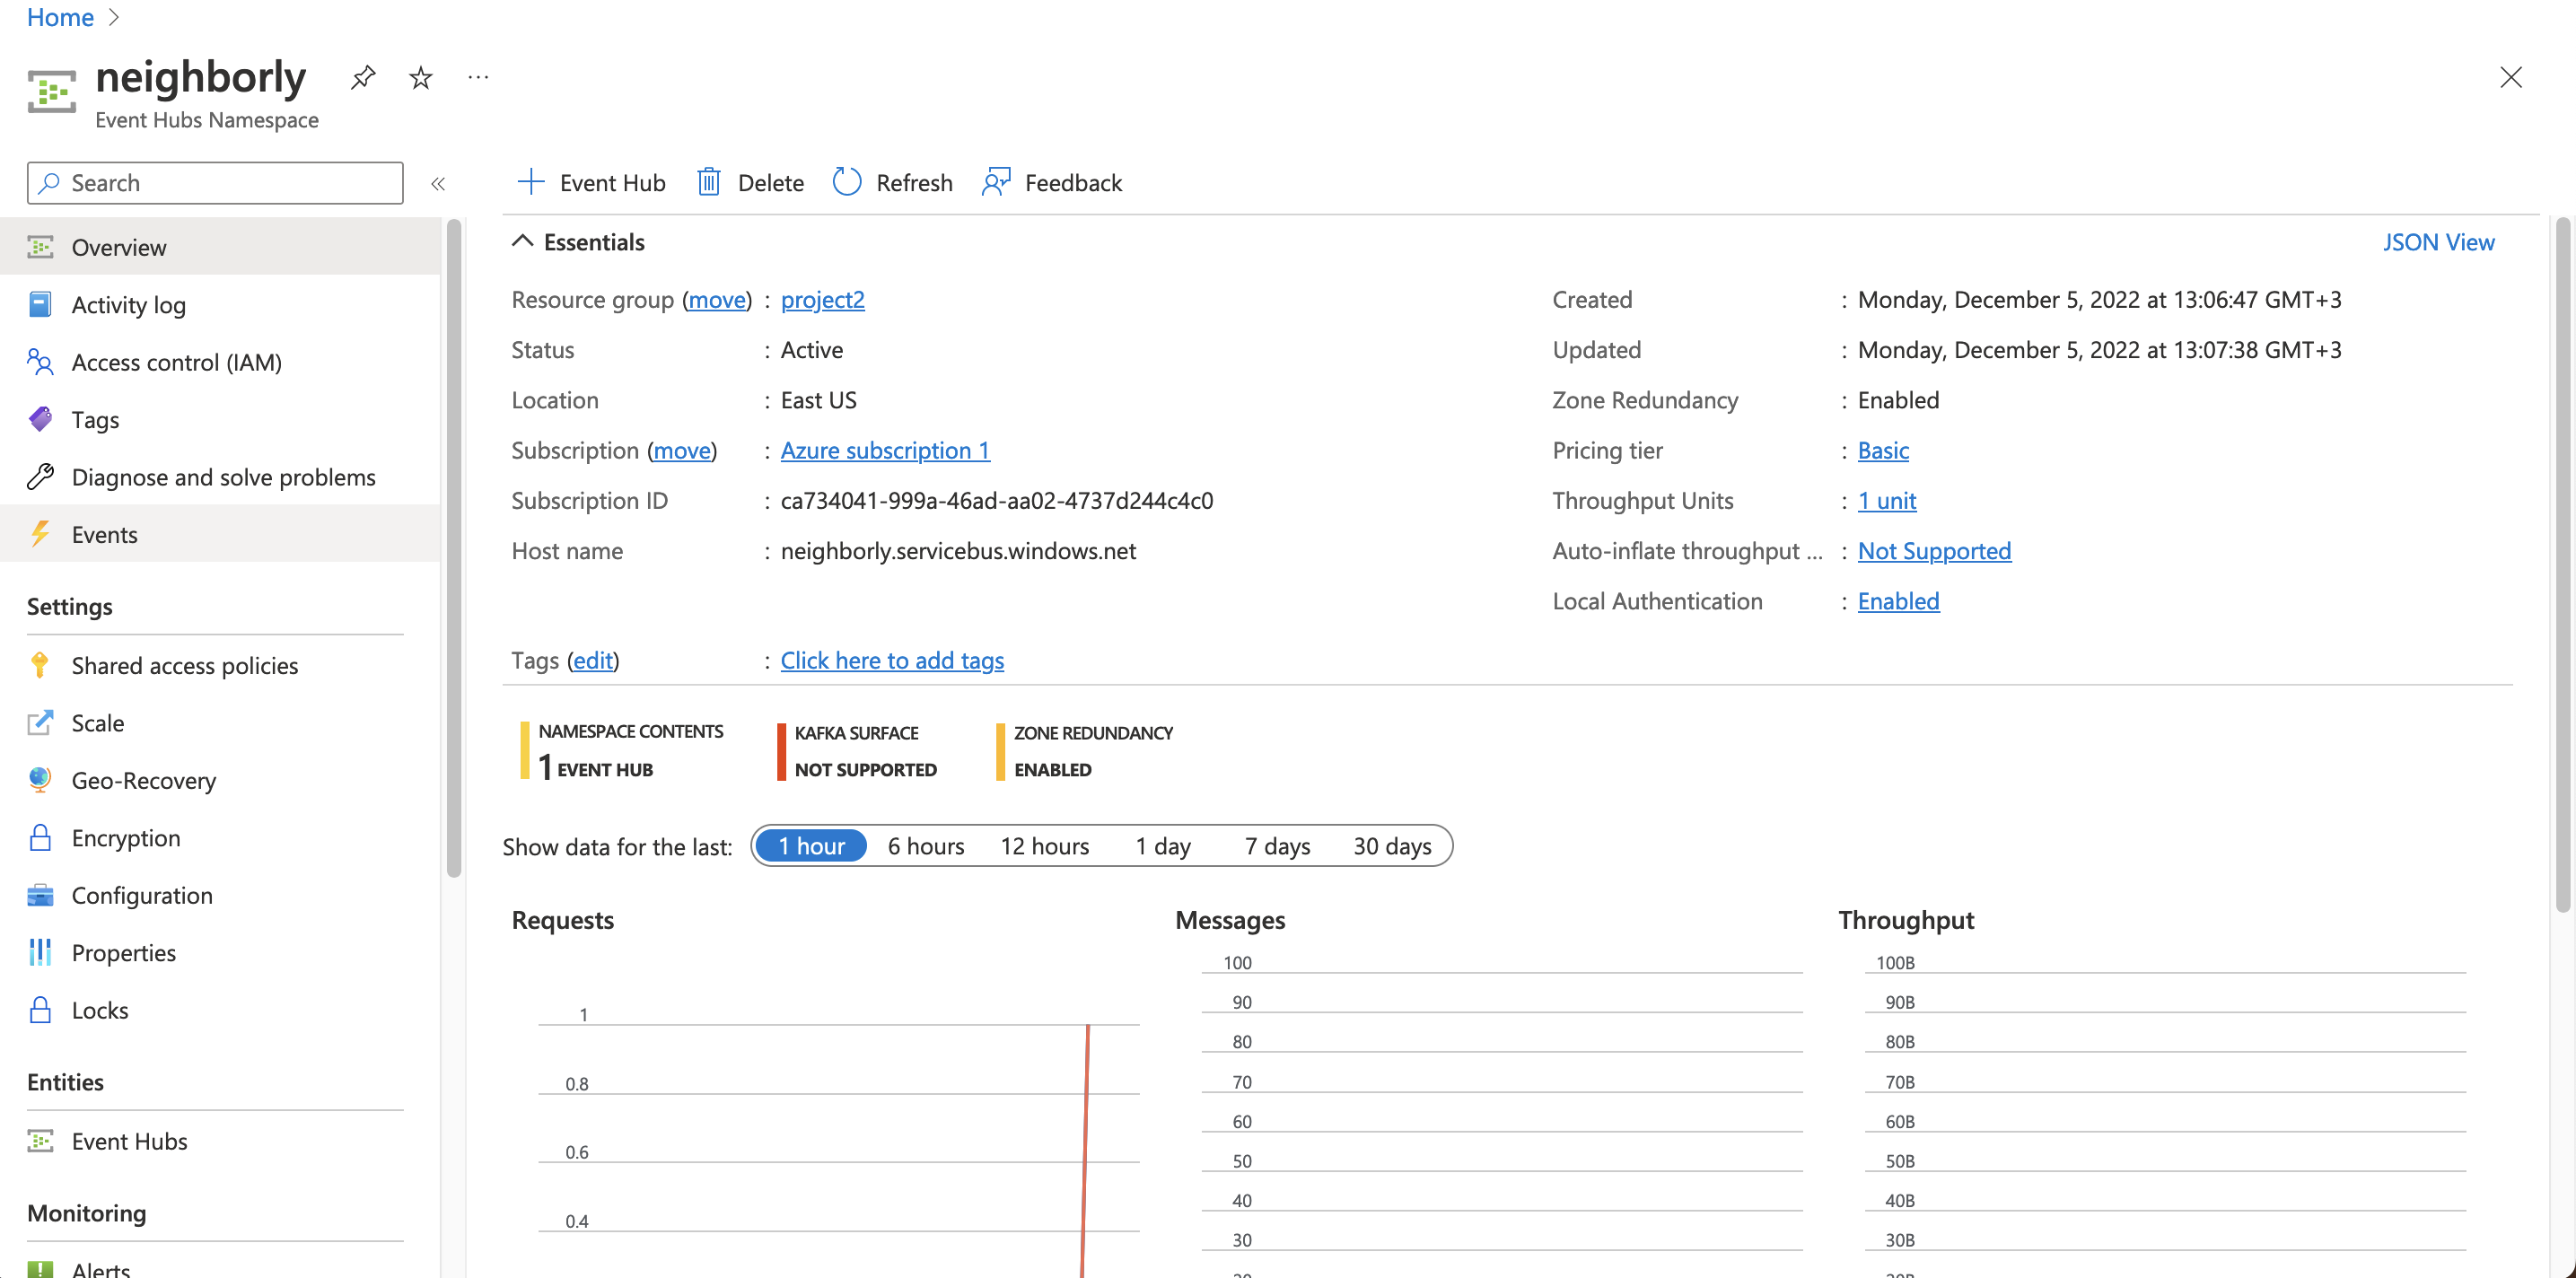 Home
neighborly
Event Hubs Namespace
Search
Event Hub
Delete
Refresh
Feedback
Overview
Activity log
Access control (IAM)
Tags
Diagnose and solve problems
Events
Settings
Shared access policies
Scale
Geo-Recovery
Encryption
Configuration
Properties
Locks
Entities
Event Hubs
Monitoring
Alerts
Essentials
JSON View
Resource group (move) : project2
Status : Active
Location : East US
Subscription (move) : Azure subscription 1
Subscription ID : ca734041-999a-46ad-aa02-4737d244c4c0
Host name : neighborly.servicebus.windows.net
Created : Monday, December 5, 2022 at 13:06:47 GMT+3
Updated : Monday, December 5, 2022 at 13:07:38 GMT+3
Zone Redundancy : Enabled
Pricing tier : Basic
Throughput Units : 1 unit
Auto-inflate throughput ... : Not Supported
Local Authentication : Enabled
Tags (edit) : Click here to add tags
NAMESPACE CONTENTS
1 EVENT HUB
KAFKA SURFACE
NOT SUPPORTED
ZONE REDUNDANCY
ENABLED
Show data for the last:
1 hour
6 hours
12 hours
1 day
7 days
30 days
Requests
1
0.8
0.6
0.4
Messages
100
90
80
70
60
50
40
30
Throughput
100B
90B
80B
70B
60B
50B
40B
30B